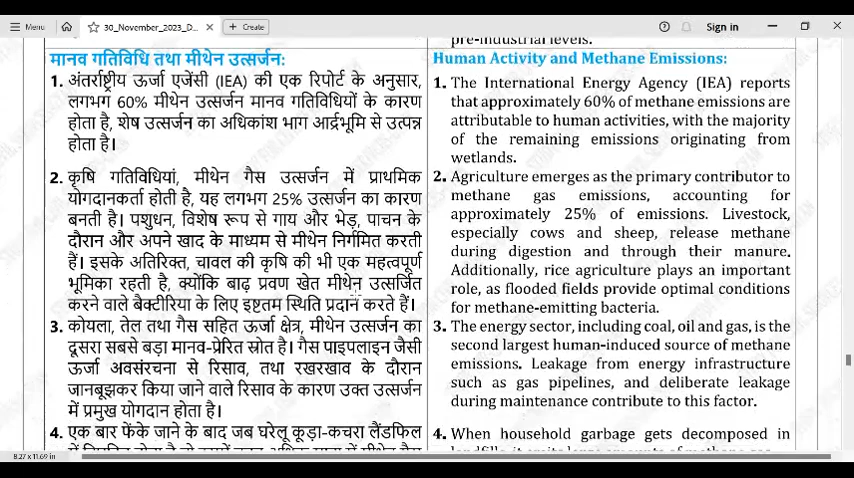 Menu
30_November_2023_D...
Create
Sign in
pre-industrial levels.
मानव गतिविधि तथा मीथेन उत्सर्जन:
1. अंतर्राष्ट्रीय ऊर्जा एजेंसी (IEA) की एक रिपोर्ट के अनुसार,
लगभग 60% मीथेन उत्सर्जन मानव गतिविधियों के कारण
होता है, शेष उत्सर्जन का अधिकांश भाग आर्द्रभूमि से उत्पन्न
होता है।
2. कृषि गतिविधियां, मीथेन गैस उत्सर्जन में प्राथमिक
योगदानकर्ता होती है, यह लगभग 25% उत्सर्जन का कारण
बनती है। पशुधन, विशेष रूप से गाय और भेड़, पाचन के
दौरान और अपने खाद के माध्यम से मीथेन निर्गमित करती
हैं। इसके अतिरिक्त, चावल की कृषि की भी एक महत्वपूर्ण
भूमिका रहती है, क्योंकि बाढ़ प्रवण खेत मीथेन उत्सर्जित
करने वाले बैक्टीरिया के लिए इष्टतम स्थिति प्रदान करते हैं।
3. कोयला, तेल तथा गैस सहित ऊर्जा क्षेत्र, मीथेन उत्सर्जन का
दूसरा सबसे बड़ा मानव-प्रेरित स्रोत है। गैस पाइपलाइन जैसी
ऊर्जा अवसंरचना से रिसाव, तथा रखरखाव के दौरान
जानबूझकर किया जाने वाले रिसाव के कारण उक्त उत्सर्जन
में प्रमुख योगदान होता है।
4. एक बार फेंके जाने के बाद जब घरेलू कूड़ा-कचरा लैंडफिल
Human Activity and Methane Emissions:
1. The International Energy Agency (IEA) reports
that approximately 60% of methane emissions are
attributable to human activities, with the majority
of the remaining emissions originating from
wetlands.
2. Agriculture emerges as the primary contributor to
methane gas emissions, accounting for
approximately 25% of emissions. Livestock,
especially cows and sheep, release methane
during digestion and through their manure.
Additionally, rice agriculture plays an important
role, as flooded fields provide optimal conditions
for methane-emitting bacteria.
3. The energy sector, including coal, oil and gas, is the
second largest human-induced source of methane
emissions. Leakage from energy infrastructure
such as gas pipelines, and deliberate leakage
during maintenance contribute to this factor.
4. When household garbage gets decomposed in
8.27 x 11.69 in